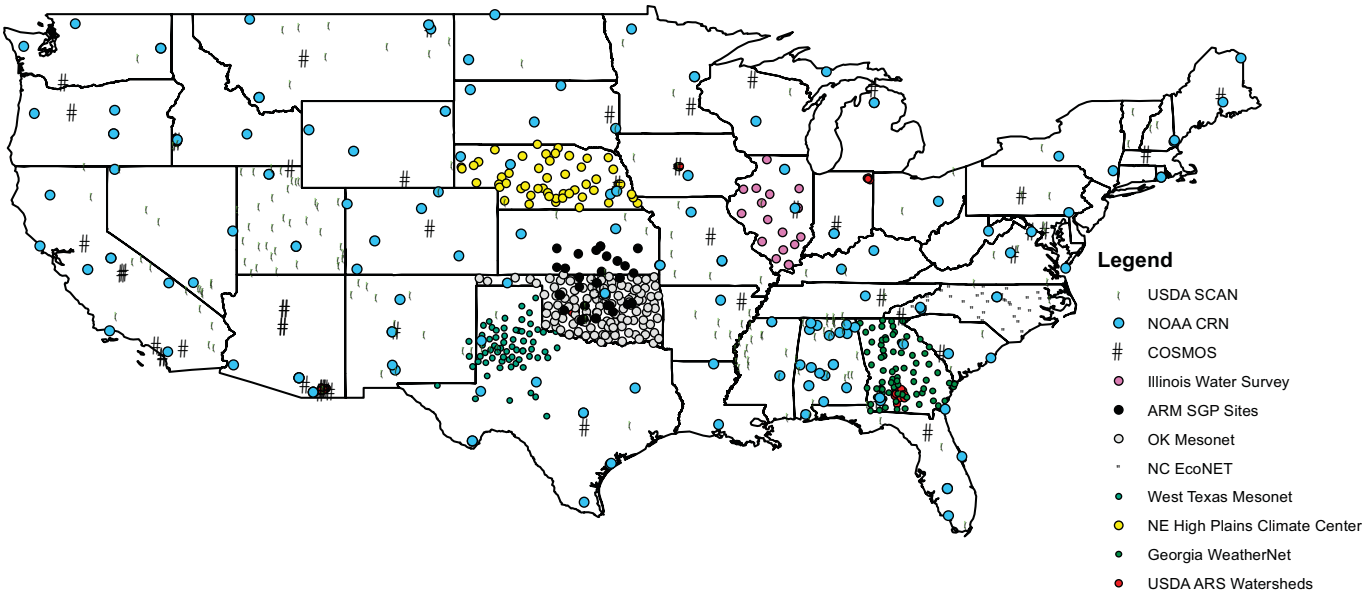 Legend
USDA SCAN
NOAA CRN
# COSMOS
Illinois Water Survey
ARM SGP Sites
OK Mesonet
NC EcoNET
West Texas Mesonet
NE High Plains Climate Center
Georgia WeatherNet
USDA ARS Watersheds